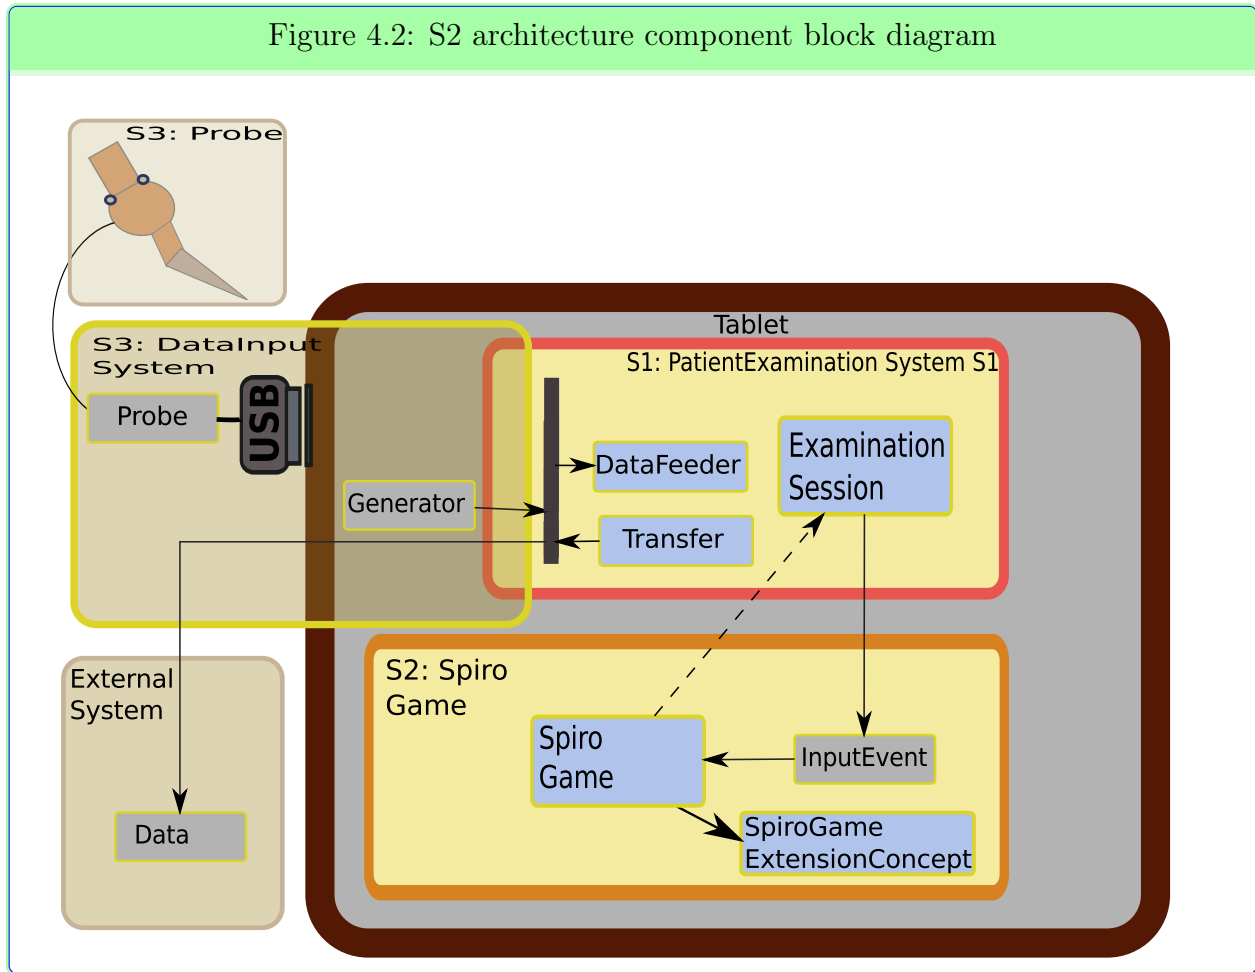 Figure 4.2: S2 architecture component block diagram
S3: Probe
Tablet
S3: DataInput
System
S1: PatientExamination System S1
Probe
USB
Examination
Session
DataFeeder
Generator
Transfer
External
System
S2: Spiro
Game
Spiro
Game
InputEvent
Data
SpiroGame
ExtensionConcept